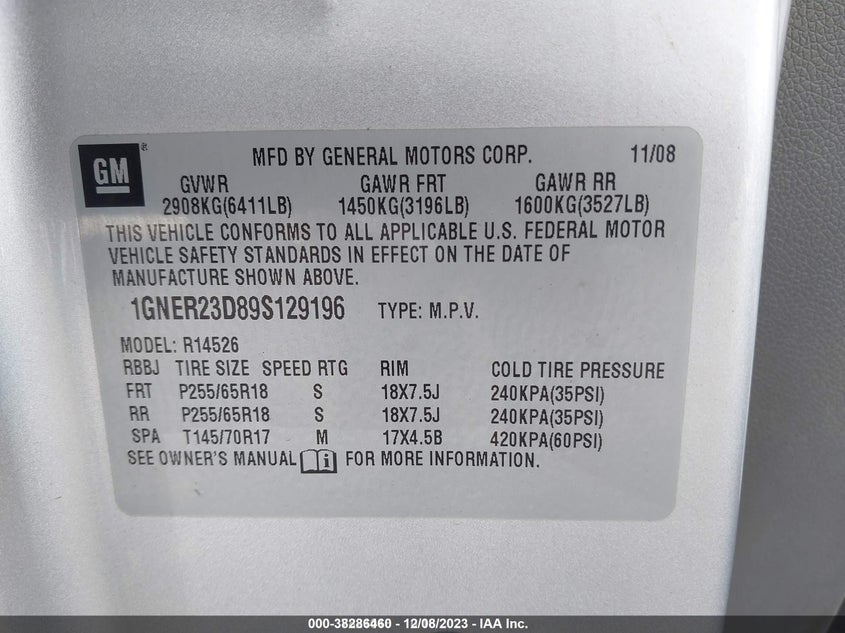 GM ® MFD BY GENERAL MOTORS CORP. 11/08
GVWR GAWR FRT GAWR RR
2908KG(6411LB) 1450KG(3196LB) 1600KG(3527LB)
THIS VEHICLE CONFORMS TO ALL APPLICABLE U.S. FEDERAL MOTOR
VEHICLE SAFETY STANDARDS IN EFFECT ON THE DATE OF
MANUFACTURE SHOWN ABOVE.
1GNER23D89S129196 TYPE: M.P.V.
MODEL: R14526
RBBJ TIRE SIZE SPEED RTG RIM COLD TIRE PRESSURE
FRT P255/65R18 S 18X7.5J 240KPA(35PSI)
RR P255/65R18 S 18X7.5J 240KPA(35PSI)
SPA T145/70R17 M 17X4.5B 420KPA(60PSI)
SEE OWNER'S MANUAL i FOR MORE INFORMATION.
000-38286460 - 12/08/2023 - IAA Inc.